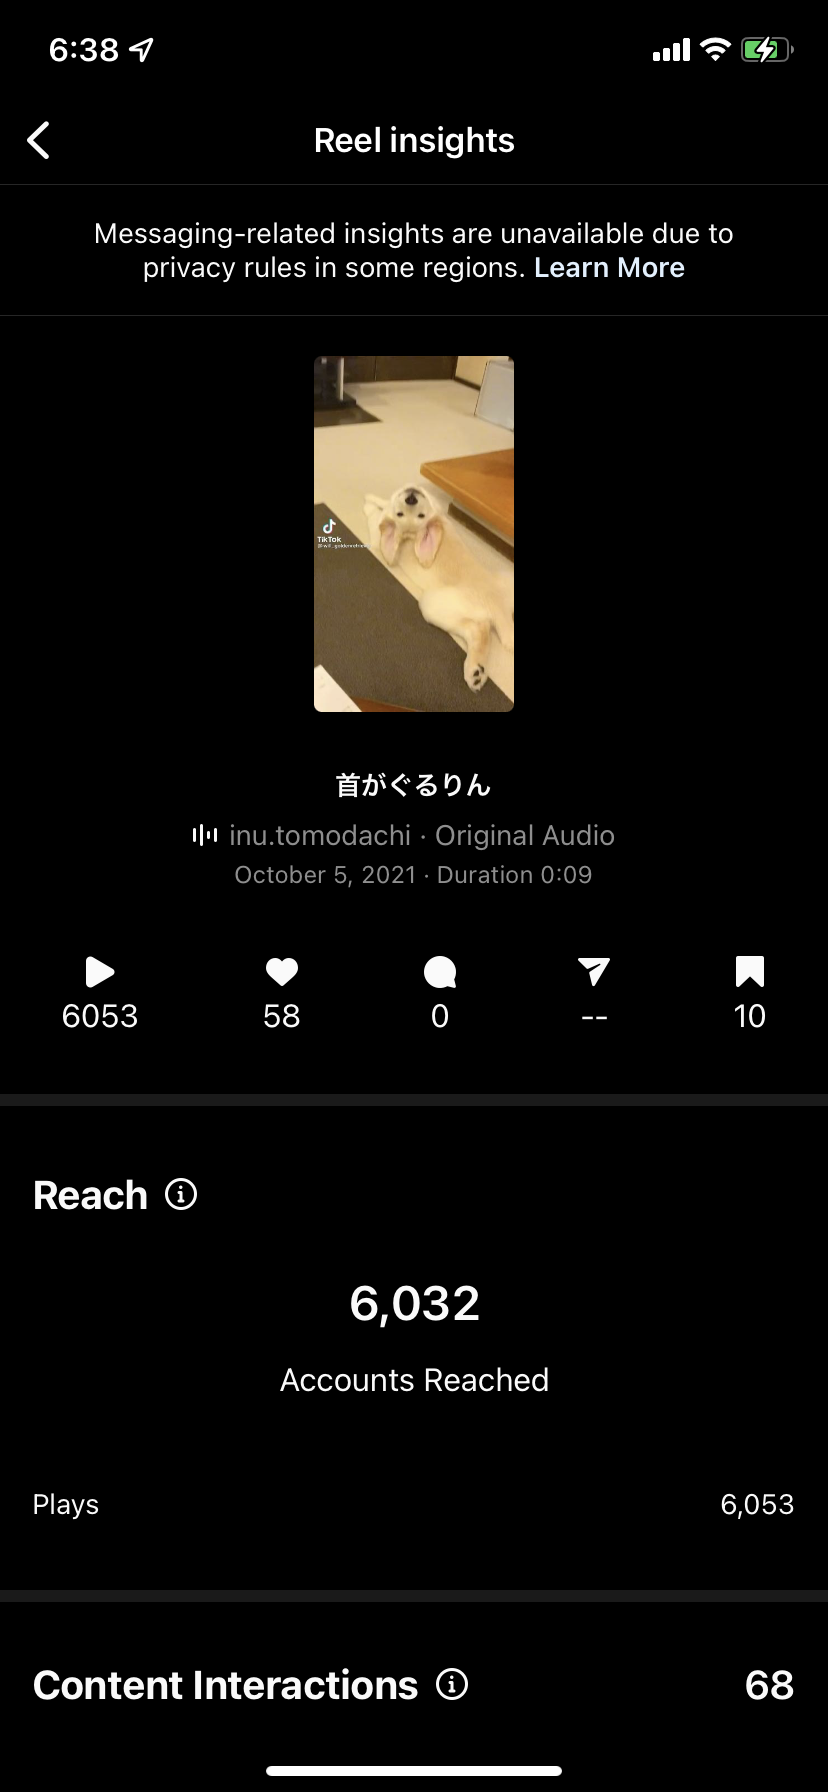 6:38
Reel insights
Messaging-related insights are unavailable due to
privacy rules in some regions. Learn More
TikTok
首がぐるりん
inu.tomodachi · Original Audio
October 5, 2021 · Duration 0:09
6053 58 0 -- 10
Reach
6,032
Accounts Reached
Plays 6,053
Content Interactions 68